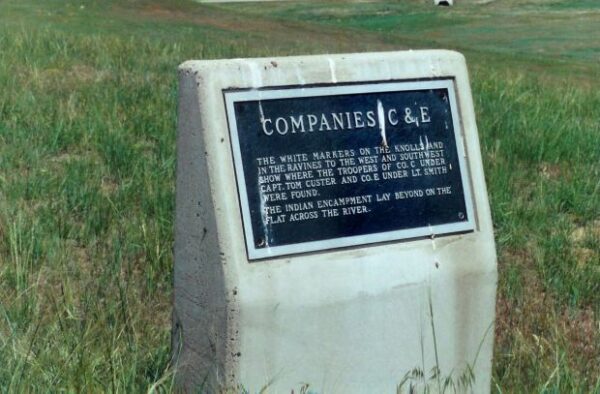 COMPANIES C & E
THE WHITE MARKERS ON THE KNOLLS AND
IN THE RAVINES TO THE WEST AND SOUTHWEST
SHOW WHERE THE TROOPERS OF CO. C UNDER
CAPT. TOM CUSTER AND CO. E UNDER LT. SMITH
WERE FOUND.
THE INDIAN ENCAMPMENT LAY BEYOND ON THE
FLAT ACROSS THE RIVER.